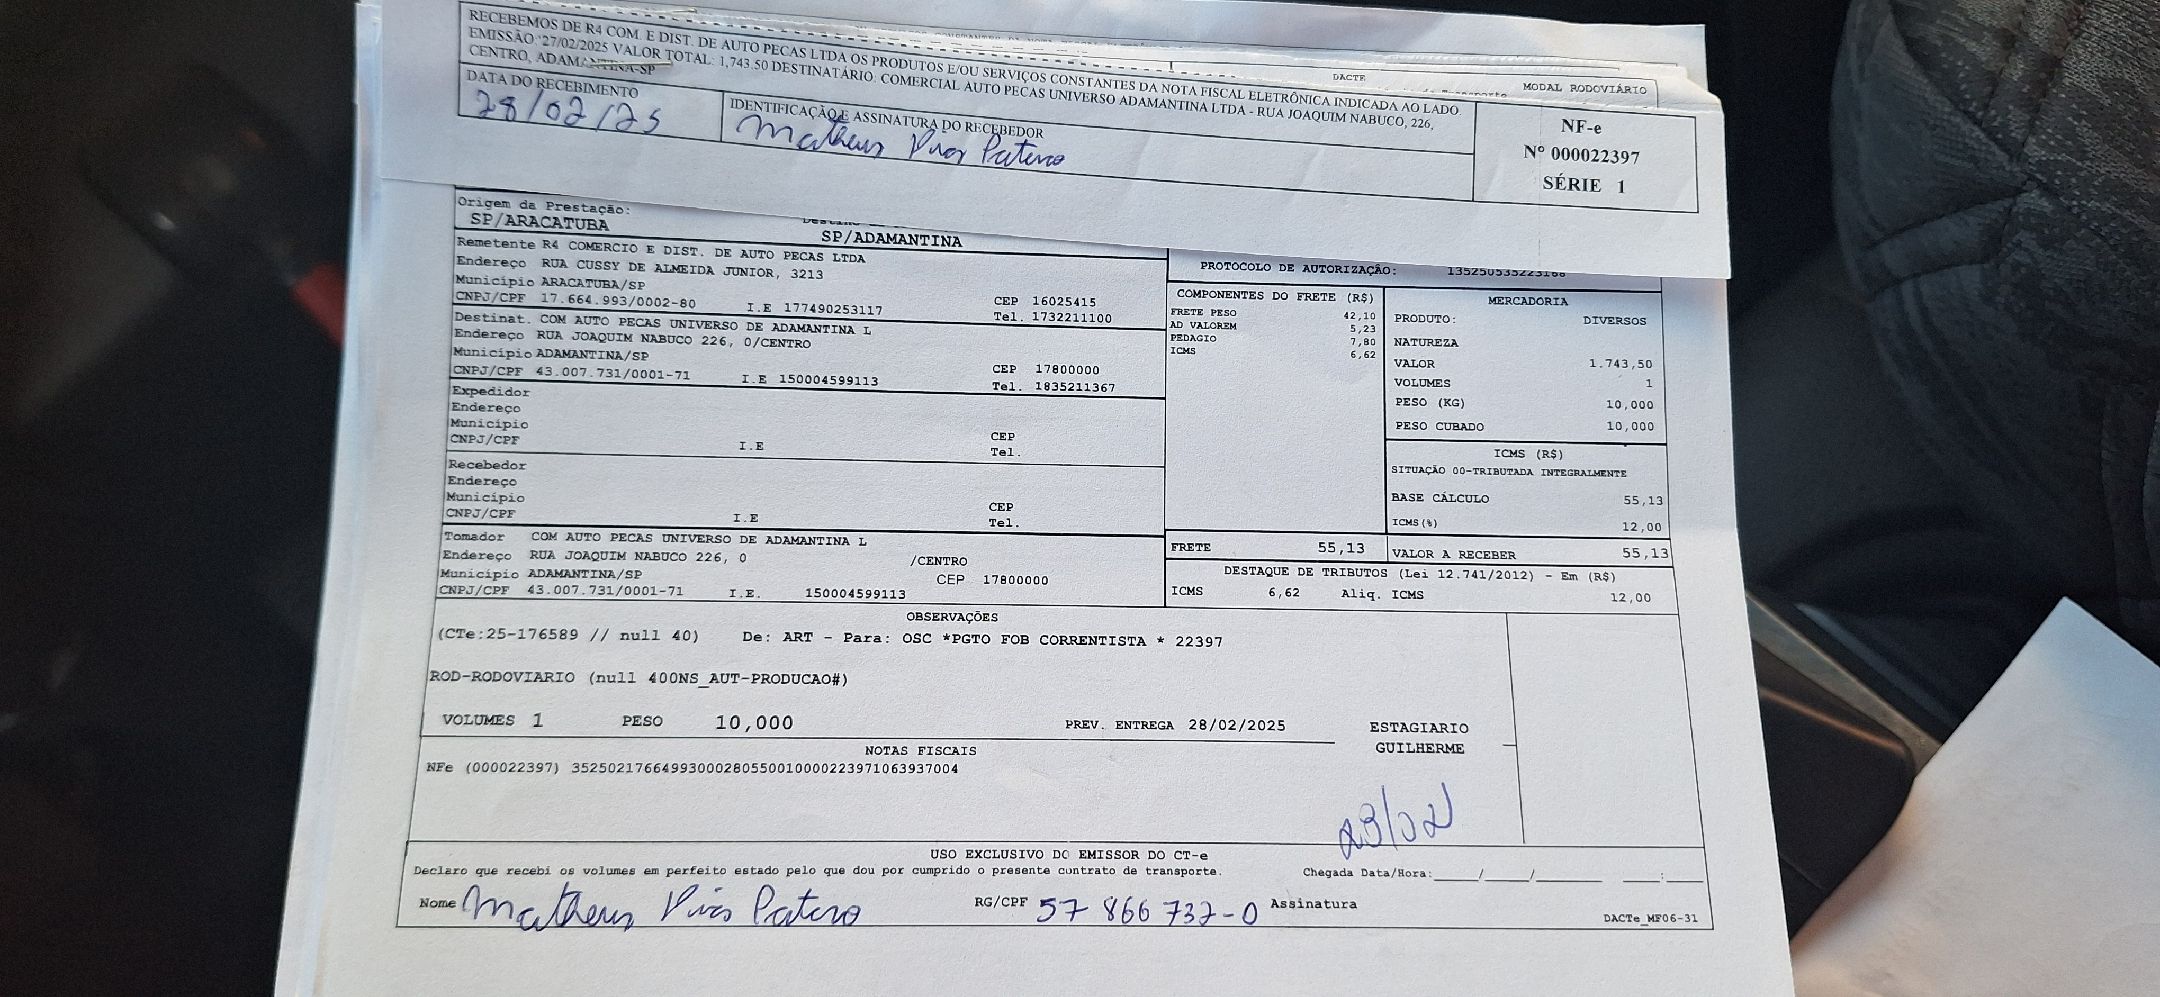 RECEBEMOS DE R4 COM. E DIST. DE AUTO PECAS LTDA OS PRODUTOS E/OU SERVIÇOS CONSTANTES DA NOTA FISCAL ELETRÔNICA INDICADA AO LADO
EMISSÃO: 27/02/2025 VALOR TOTAL: 1,743.50 DESTINATÁRIO: COMERCIAL AUTO PECAS UNIVERSO ADAMANTINA LTDA - RUA JOAQUIM NABUCO, 226,
CENTRO, ADAMANTINA-SP
DACTE
MODAL RODOVIÁRIO
DATA DO RECEBIMENTO
28/02/25
IDENTIFICAÇÃO E ASSINATURA DO RECEBEDOR
Matheus
NF-e
Nº 000022397
SÉRIE 1
Origem da Prestação:
SP/ARACATUBA
SP/ADAMANTINA
Remetente R4 COMERCIO E DIST. DE AUTO PECAS LTDA
Endereço RUA CUSSY DE ALMEIDA JUNIOR, 3213
Município ARACATUBA/SP
CEP 16025415
CNPJ/CPF 17.664.993/0002-80 I.E 177490253117 Tel. 1732211100
Destinat. COM AUTO PECAS UNIVERSO DE ADAMANTINA L
Endereço RUA JOAQUIM NABUCO 226, 0/CENTRO
Município ADAMANTINA/SP
CEP 17800000
CNPJ/CPF 43.007.731/0001-71 I.E 150004599113 Tel. 1835211367
Expedidor
Endereço
Município
CEP
CNPJ/CPF I.E Tel.
Recebedor
Endereço
Município
CEP
CNPJ/CPF I.E Tel.
Tomador COM AUTO PECAS UNIVERSO DE ADAMANTINA L
Endereço RUA JOAQUIM NABUCO 226, 0 /CENTRO
Município ADAMANTINA/SP CEP 17800000
CNPJ/CPF 43.007.731/0001-71 I.E. 150004599113
PROTOCOLO DE AUTORIZAÇÃO:
COMPONENTES DO FRETE (R$)
FRETE PESO 42,10
AD VALOREM 5,23
PEDAGIO 7,80
ICMS 6,62
MERCADORIA
PRODUTO: DIVERSOS
NATUREZA
VALOR 1.743,50
VOLUMES 1
PESO (KG) 10,000
PESO CUBADO 10,000
ICMS (R$)
SITUAÇÃO 00-TRIBUTADA INTEGRALMENTE
BASE CÁLCULO 55,13
ICMS(%) 12,00
FRETE 55,13 VALOR A RECEBER 55,13
DESTAQUE DE TRIBUTOS (Lei 12.741/2012) - Em (R$)
ICMS 6,62 Aliq. ICMS 12,00
OBSERVAÇÕES
(CTe:25-176589 // null 40) De: ART - Para: OSC *PGTO FOB CORRENTISTA * 22397
ROD-RODOVIARIO (null 400NS_AUT-PRODUCAO#)
VOLUMES 1 PESO 10,000 PREV. ENTREGA 28/02/2025
ESTAGIARIO
GUILHERME
NOTAS FISCAIS
NFe (000022397) 35250217664993000280550010000223971063937004
USO EXCLUSIVO DO EMISSOR DO CT-e
Declaro que recebi os volumes em perfeito estado pelo que dou por cumprido o presente contrato de transporte.
Chegada Data/Hora:____/____/______ ____:____
Nome Matheus RG/CPF 57 866 737-0 Assinatura
DACTe_MF06-31